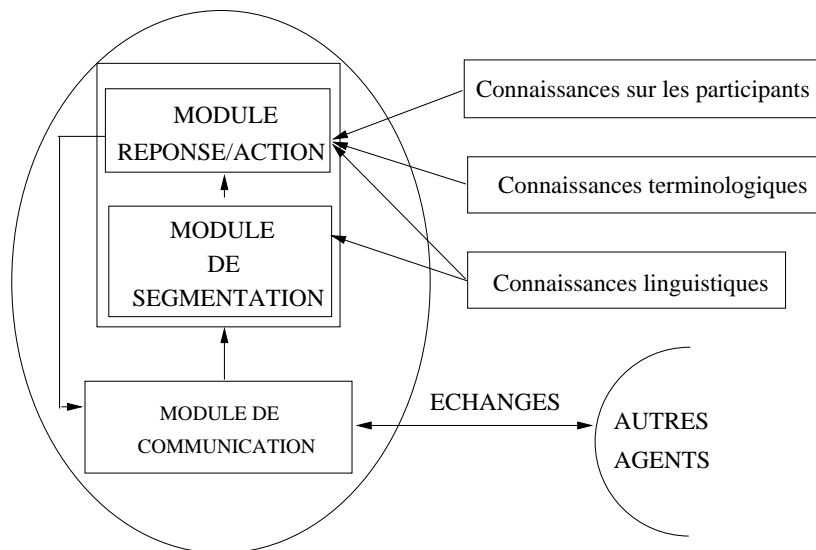 MODULE
REPONSE/ACTION
MODULE
DE
SEGMENTATION
MODULE DE
COMMUNICATION
Connaissances sur les participants
Connaissances terminologiques
Connaissances linguistiques
ECHANGES
AUTRES
AGENTS